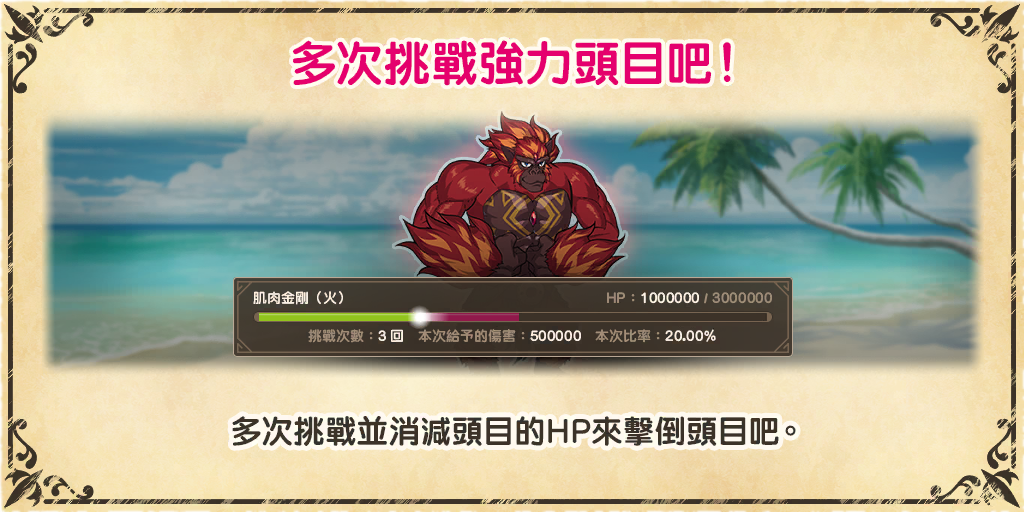 多次挑戰強力頭目吧！
肌肉金剛（火） HP：1000000 / 3000000
挑戰次數：3 回 本次給予的傷害：500000 本次比率：20.00%
多次挑戰並消減頭目的HP來擊倒頭目吧。